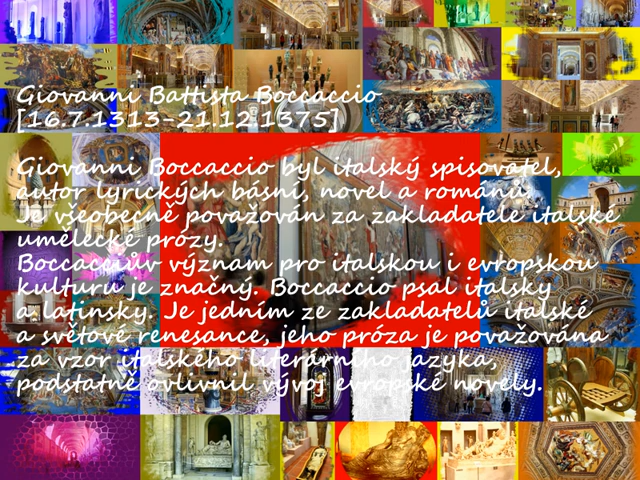 Giovanni Battista Boccaccio
[16.7.1313-21.12.1375]
Giovanni Boccaccio byl italský spisovatel,
autor lyrických básní, novel a románů.
Je všeobecně považován za zakladatele italské
umělecké prózy.
Boccacciův význam pro italskou i evropskou
kulturu je značný. Boccaccio psal italsky
a latinsky. Je jedním ze zakladatelů italské
a světové renesance, jeho próza je považována
za vzor italského literárního jazyka,
podstatně ovlivnil vývoj evropské novely.